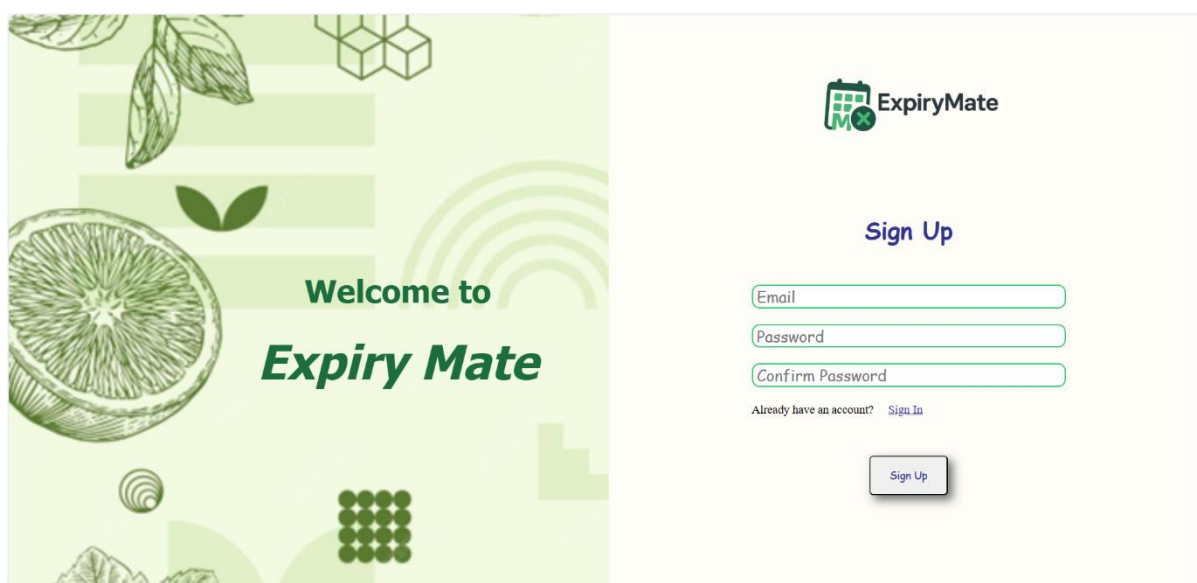 Welcome to
Expiry Mate
ExpiryMate
Sign Up
Email
Password
Confirm Password
Already have an account? Sign In
Sign Up